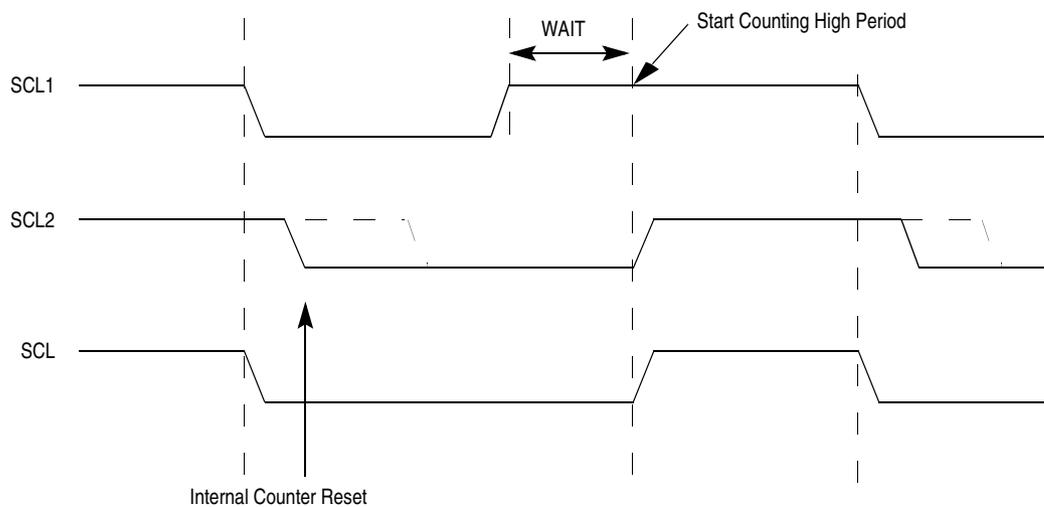 Start Counting High Period
WAIT
SCL1
SCL2
SCL
Internal Counter Reset